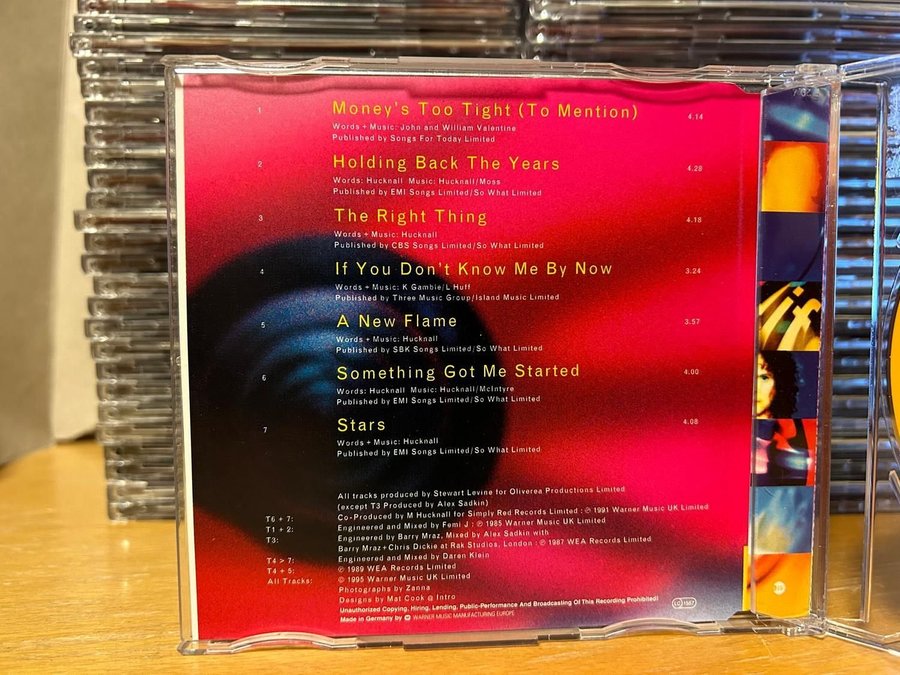 1 Money's Too Tight (To Mention) 4.14
Words + Music: John and William Valentine
Published by Songs For Today Limited
2 Holding Back The Years 4.28
Words: Hucknall Music: Hucknall/Moss
Published by EMI Songs Limited/So What Limited
3 The Right Thing 4.18
Words + Music: Hucknall
Published by CBS Songs Limited/So What Limited
4 If You Don't Know Me By Now 3.24
Words + Music: K Gamble/L Huff
Published by Three Music Group/Island Music Limited
5 A New Flame 3.57
Words + Music: Hucknall
Published by SBK Songs Limited/So What Limited
6 Something Got Me Started 4.00
Words: Hucknall Music: Hucknall/McIntyre
Published by EMI Songs Limited/So What Limited
7 Stars 4.08
Words + Music: Hucknall
Published by EMI Songs Limited/So What Limited
All tracks produced by Stewart Levine for Oliverea Productions Limited
(except T3 Produced by Alex Sadkin)
T6 + 7: Co-Produced by M Hucknall for Simply Red Records Limited : ℗ 1991 Warner Music UK Limited
T1 + 2: Engineered and Mixed by Femi J : ℗ 1985 Warner Music UK Limited
T3: Engineered by Barry Mraz, Mixed by Alex Sadkin with
Barry Mraz + Chris Dickie at Rak Studios, London : ℗ 1987 WEA Records Limited
T4 > 7: Engineered and Mixed by Daren Klein
T4 + 5: ℗ 1989 WEA Records Limited
All Tracks: © 1995 Warner Music UK Limited
Photographs by Zanna
Designs by Mat Cook @ Intro
Unauthorized Copying, Hiring, Lending, Public-Performance And Broadcasting Of This Recording Prohibited!
Made in Germany by WARNER MUSIC MANUFACTURING EUROPE
LC 1557